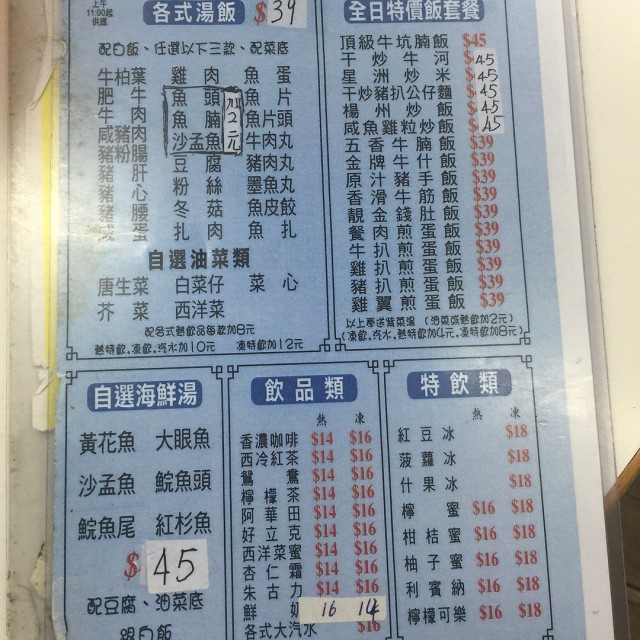 上午
11:00起
供應
各式湯飯 $39
配白飯、任選以下三款、配菜底
牛柏葉 雞肉 魚蛋
肥牛 魚頭 魚片
牛肉 魚腩 魚片頭
咸豬肉 沙孟魚 牛肉丸
加2元
豬粉腸 豆腐 豬肉丸
豬肝 粉絲 墨魚丸
豬心 冬菇 魚皮餃
豬腰 扎肉 魚扎
咸蛋
自選油菜類
唐生菜 白菜仔 菜心
芥菜 西洋菜
配各式熱飲品每款加8元
熱特飲,凍飲,汽水加10元 凍特飲加12元
全日特價飯套餐
頂級牛坑腩飯 $45
干炒牛河 45
星洲炒米 45
干炒豬扒公仔麵 45
楊州炒飯 45
咸魚雞粒炒飯 45
五香牛腩飯 $39
金牌牛什飯 $39
原汁豬手飯 $39
香滑牛筋飯 $39
靚金錢肚飯 $39
餐肉煎蛋飯 $39
牛扒煎蛋飯 $39
雞扒煎蛋飯 $39
豬扒煎蛋飯 $39
雞翼煎蛋飯 $39
以上奉送紫菜湯 (油菜或熱飲加2元)
(凍飲,汽水,熱特飲加4元,凍特飲加8元)
自選海鮮湯
黃花魚 大眼魚
沙孟魚 鯇魚頭
鯇魚尾 紅衫魚
$45
配豆腐、油菜底
跟白飯
飲品類
熱 凍
香濃咖啡 $14 $16
西冷紅茶 $14 $16
鴛鴦 $14 $16
檸檬茶 $14 $16
阿華田 $14 $16
好立克 $14 $16
西洋菜蜜 $14 $16
杏仁霜 $14 $16
朱古力 $14 $16
鮮奶 16 14
各式大汽水 $16
特飲類
熱 凍
紅豆冰 $18
菠蘿冰 $18
什果冰 $18
檸蜜 $16 $18
柑桔蜜 $16 $18
柚子蜜 $16 $18
利賓納 $16 $18
檸檬可樂 $16 $18